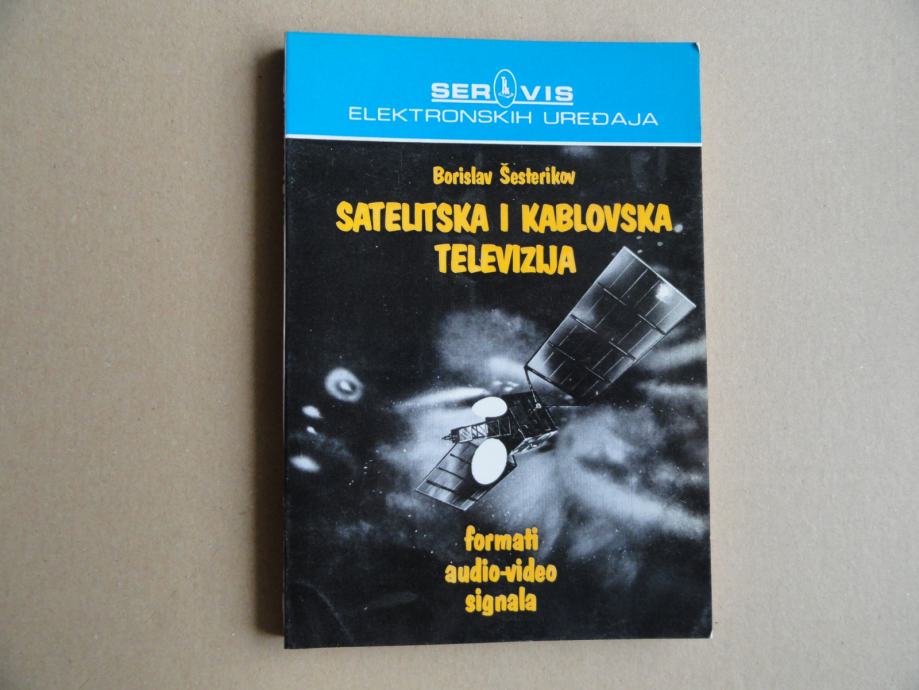 SERVIS
ELEKTRONSKIH UREĐAJA
Borislav Šesterikov
SATELITSKA I KABLOVSKA
TELEVIZIJA
formati
audio-video
signala